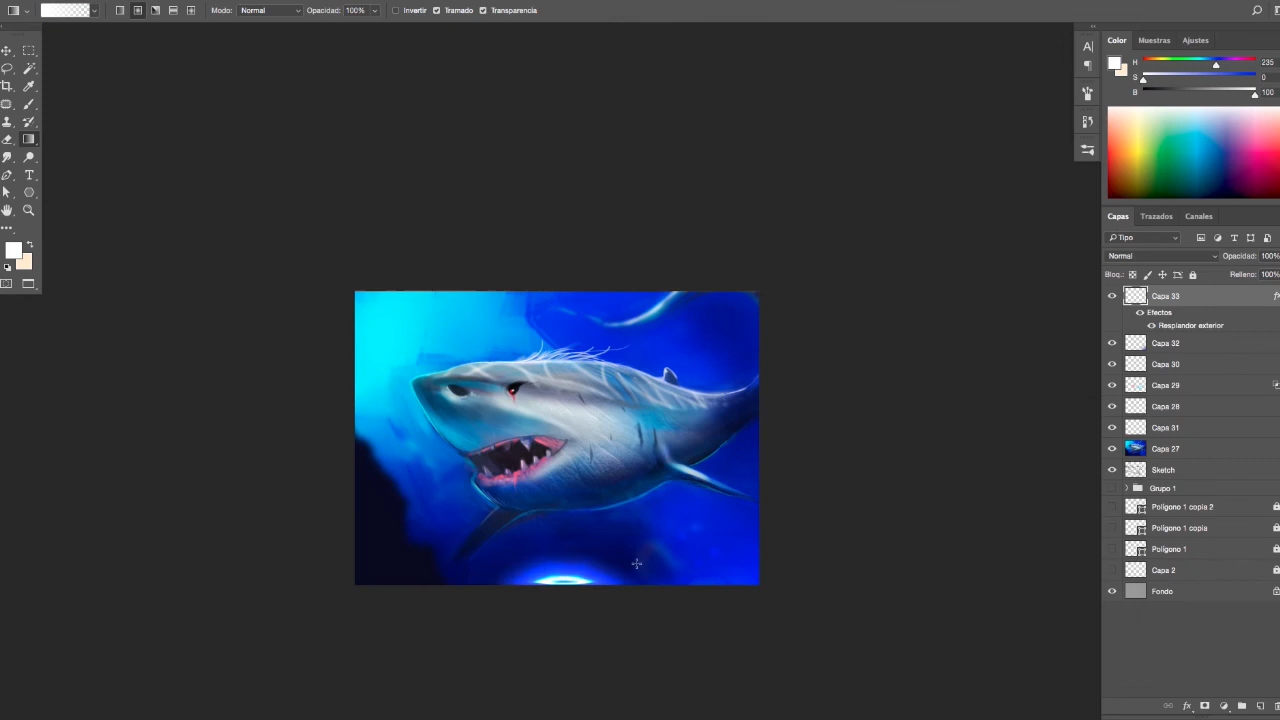 Modo: Normal Opacidad: 100% Invertir Tramado Transparencia
Color Muestras Ajustes
H 235
S 0
B 100
Capas Trazados Canales
Tipo
Normal Opacidad: 100%
Bloq.: Relleno: 100%
Capa 33 fx
Efectos
Resplandor exterior
Capa 32
Capa 30
Capa 29
Capa 28
Capa 31
Capa 27
Sketch
Grupo 1
Polígono 1 copia 2
Polígono 1 copia
Polígono 1
Capa 2
Fondo
fx